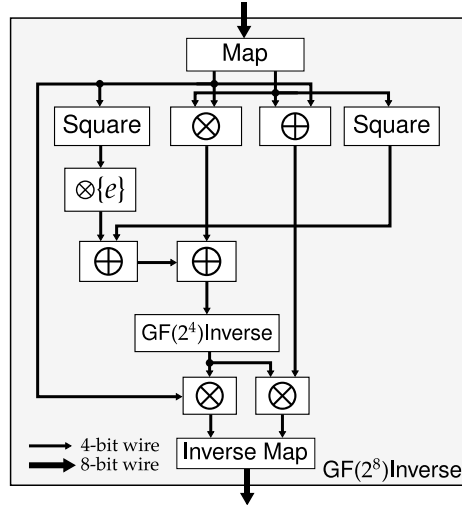 Map
Square ⊗ ⊕ Square
⊗{e}
⊕ ⊕
GF(2⁴)Inverse
⊗ ⊗
4-bit wire
Inverse Map
8-bit wire
GF(2⁸)Inverse